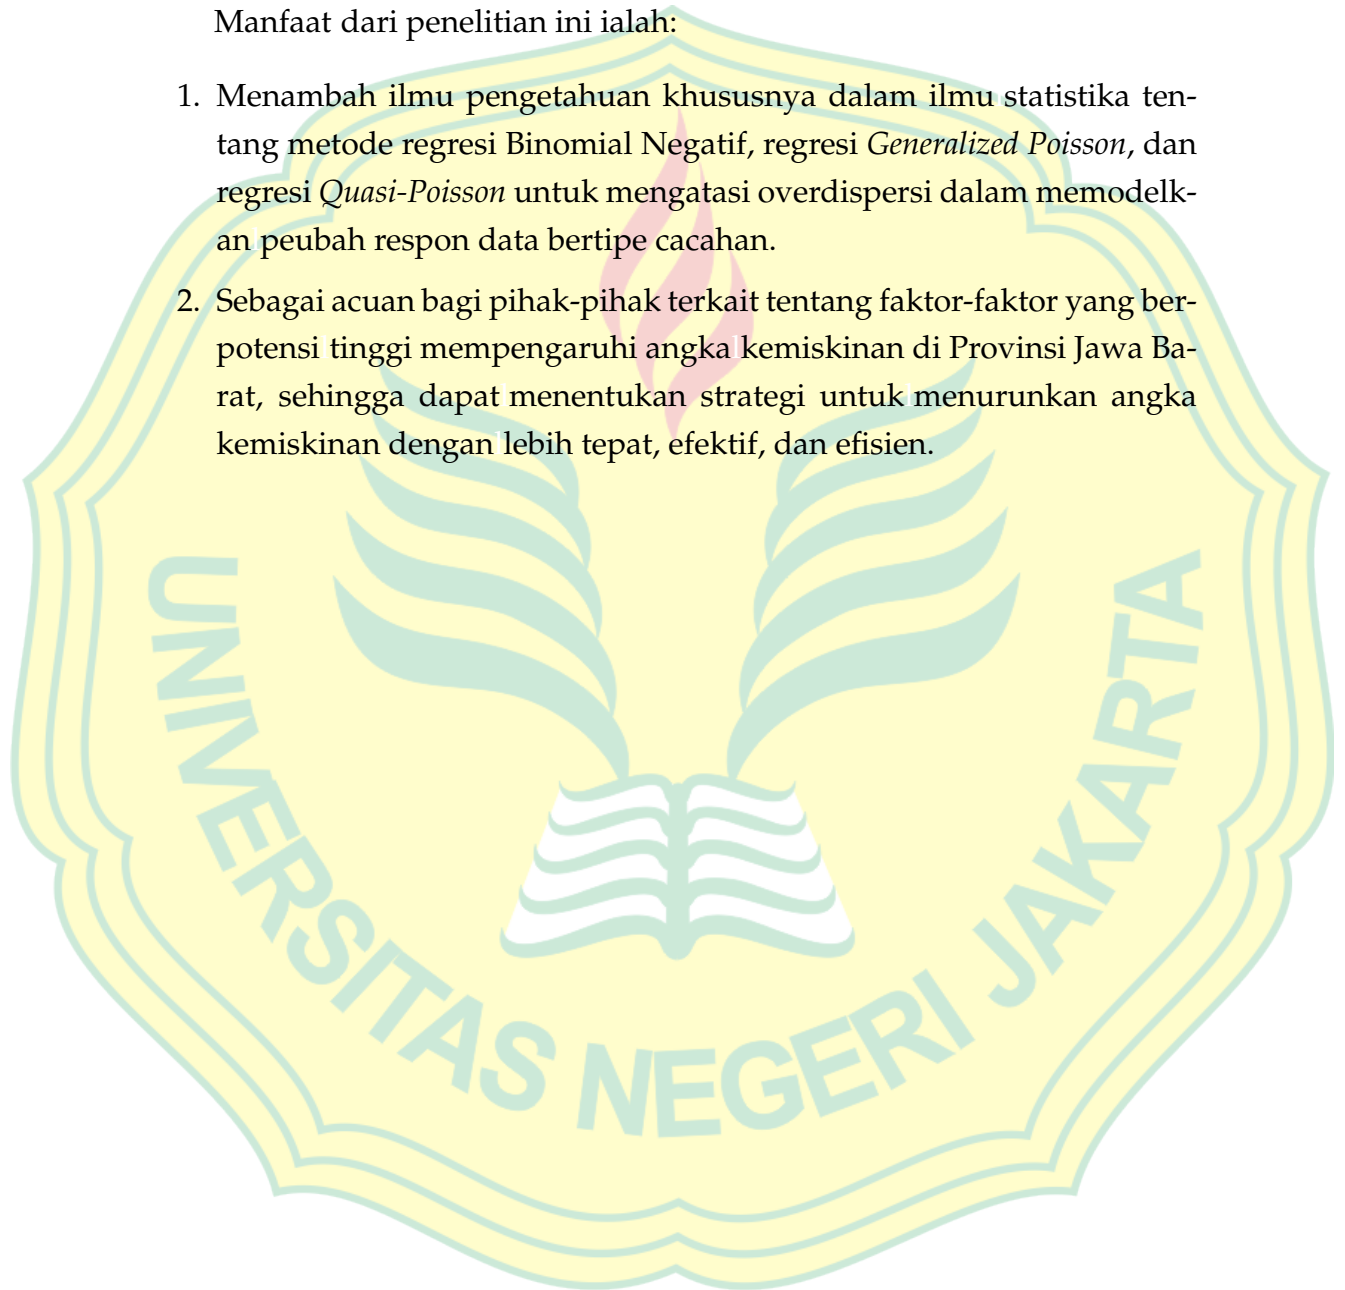 Manfaat dari penelitian ini ialah:
1. Menambah ilmu pengetahuan khususnya dalam ilmu statistika ten-
tang metode regresi Binomial Negatif, regresi Generalized Poisson, dan
regresi Quasi-Poisson untuk mengatasi overdispersi dalam memodelk-
an peubah respon data bertipe cacahan.
2. Sebagai acuan bagi pihak-pihak terkait tentang faktor-faktor yang ber-
potensi tinggi mempengaruhi angka kemiskinan di Provinsi Jawa Ba-
rat, sehingga dapat menentukan strategi untuk menurunkan angka
kemiskinan dengan lebih tepat, efektif, dan efisien.
UNIVERSITAS NEGERI JAKARTA